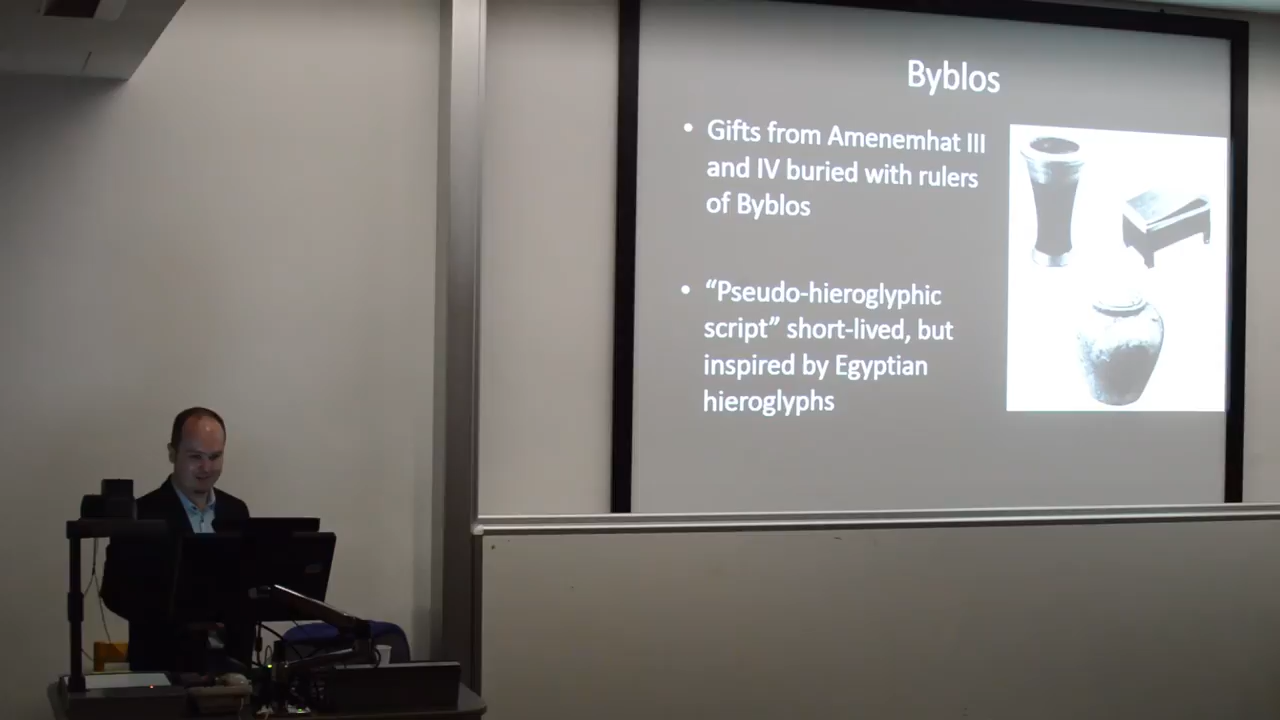 Byblos
• Gifts from Amenemhat III
and IV buried with rulers
of Byblos
• “Pseudo-hieroglyphic
script” short-lived, but
inspired by Egyptian
hieroglyphs